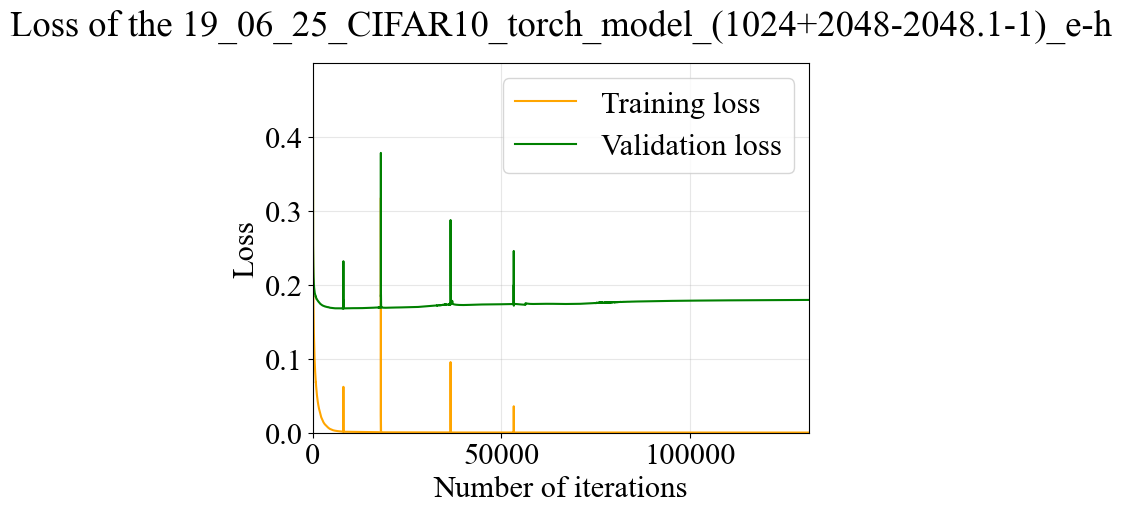 Loss of the 19_06_25_CIFAR10_torch_model_(1024+2048-2048.1-1)_e-h
Training loss
Validation loss
0.4
0.3
0.2
0.1
0.0
Loss
0
50000
100000
Number of iterations